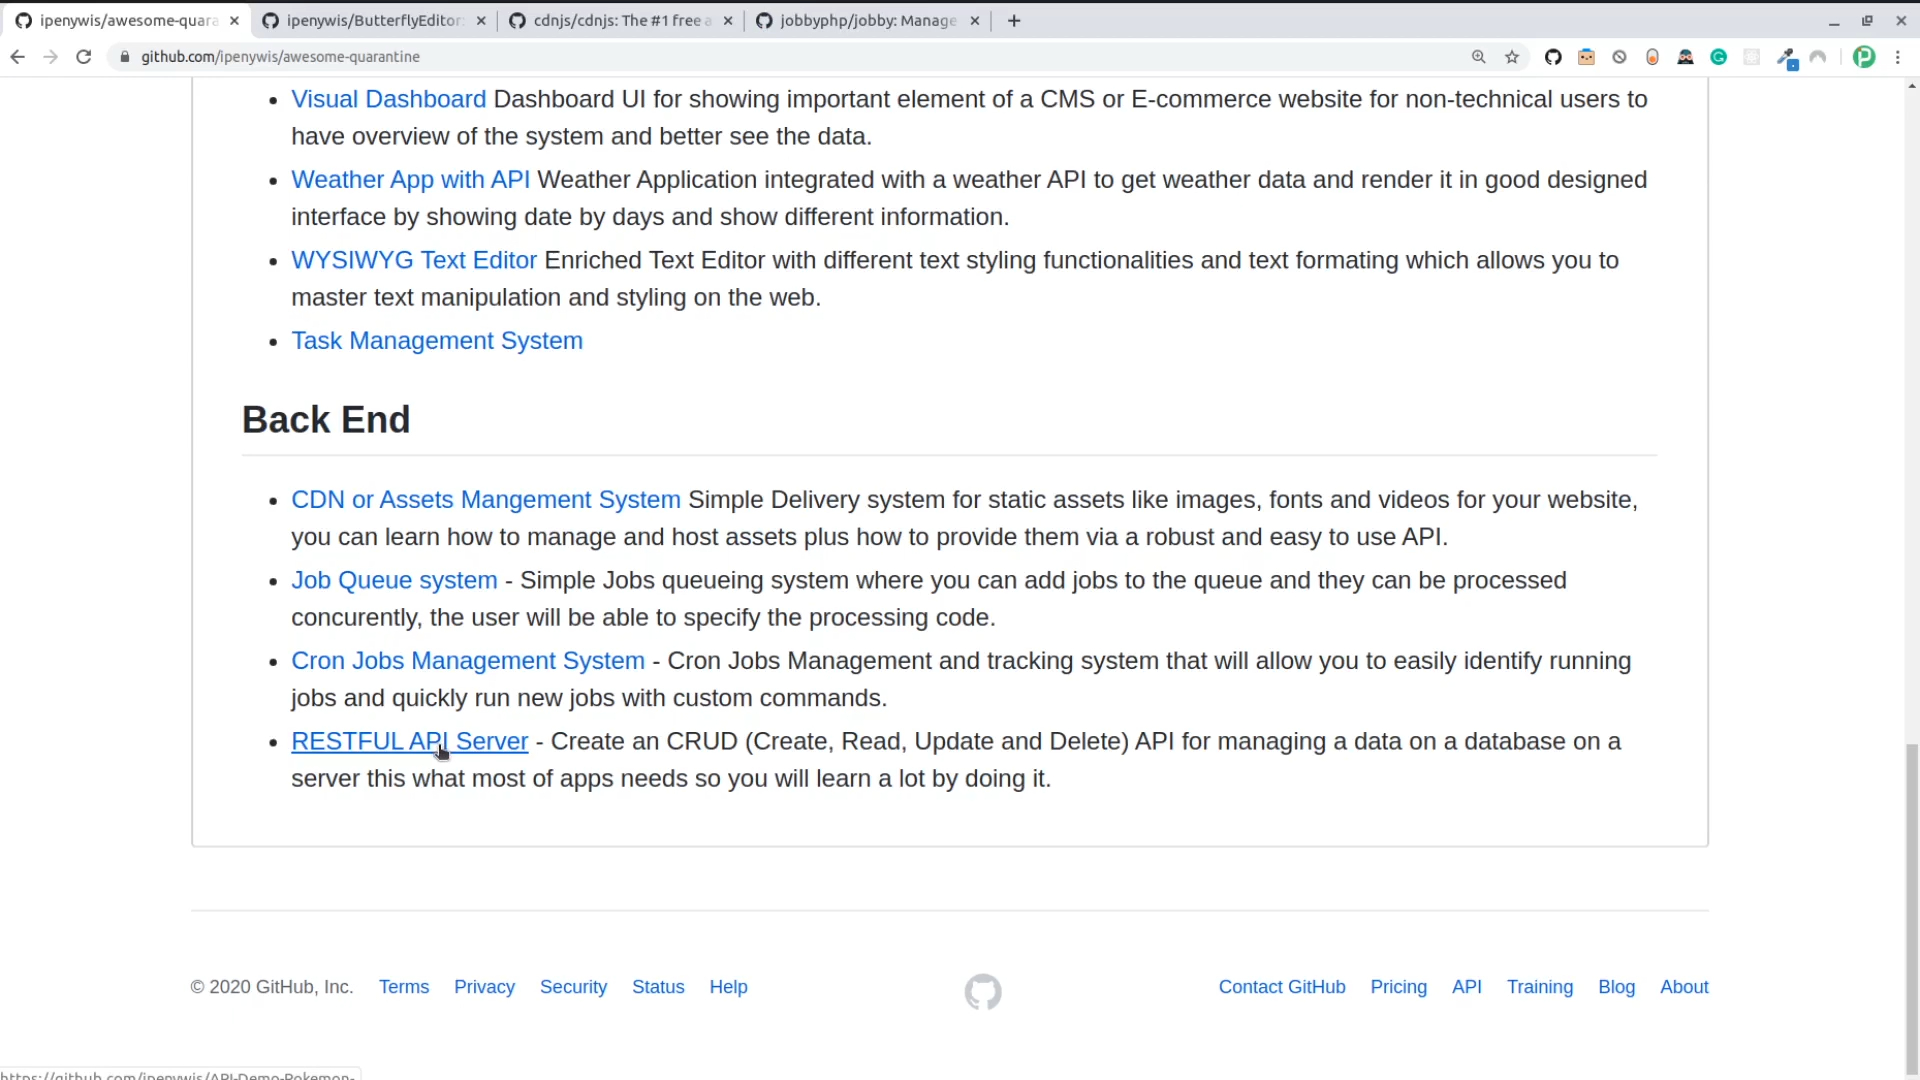 ipenywis/awesome-quara
ipenywis/ButterflyEditor:
cdnjs/cdnjs: The #1 free a
jobbyphp/jobby: Manage
github.com/ipenywis/awesome-quarantine
• Visual Dashboard Dashboard UI for showing important element of a CMS or E-commerce website for non-technical users to
have overview of the system and better see the data.
• Weather App with API Weather Application integrated with a weather API to get weather data and render it in good designed
interface by showing date by days and show different information.
• WYSIWYG Text Editor Enriched Text Editor with different text styling functionalities and text formating which allows you to
master text manipulation and styling on the web.
• Task Management System
Back End
• CDN or Assets Mangement System Simple Delivery system for static assets like images, fonts and videos for your website,
you can learn how to manage and host assets plus how to provide them via a robust and easy to use API.
• Job Queue system - Simple Jobs queueing system where you can add jobs to the queue and they can be processed
concurently, the user will be able to specify the processing code.
• Cron Jobs Management System - Cron Jobs Management and tracking system that will allow you to easily identify running
jobs and quickly run new jobs with custom commands.
• RESTFUL API Server - Create an CRUD (Create, Read, Update and Delete) API for managing a data on a database on a
server this what most of apps needs so you will learn a lot by doing it.
© 2020 GitHub, Inc. Terms Privacy Security Status Help
Contact GitHub Pricing API Training Blog About
https://github.com/ipenywis/API-Demo-Pokemon-